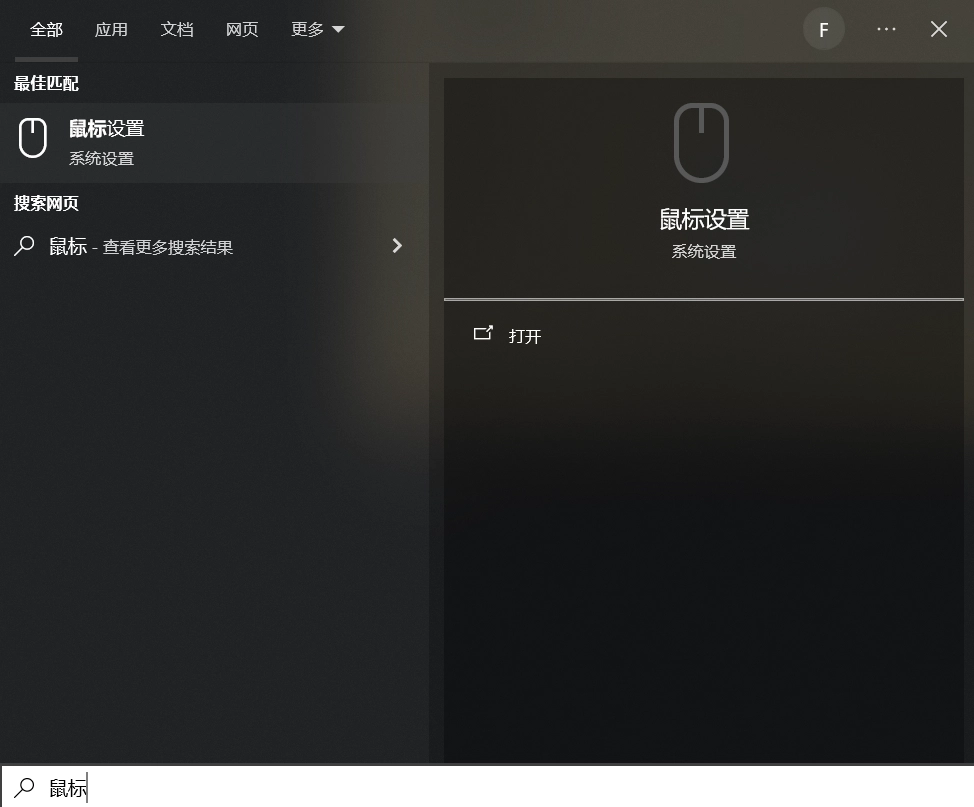 全部 应用 文档 网页 更多 F ···
最佳匹配
鼠标设置
系统设置
搜索网页
鼠标 - 查看更多搜索结果
鼠标设置
系统设置
打开
鼠标